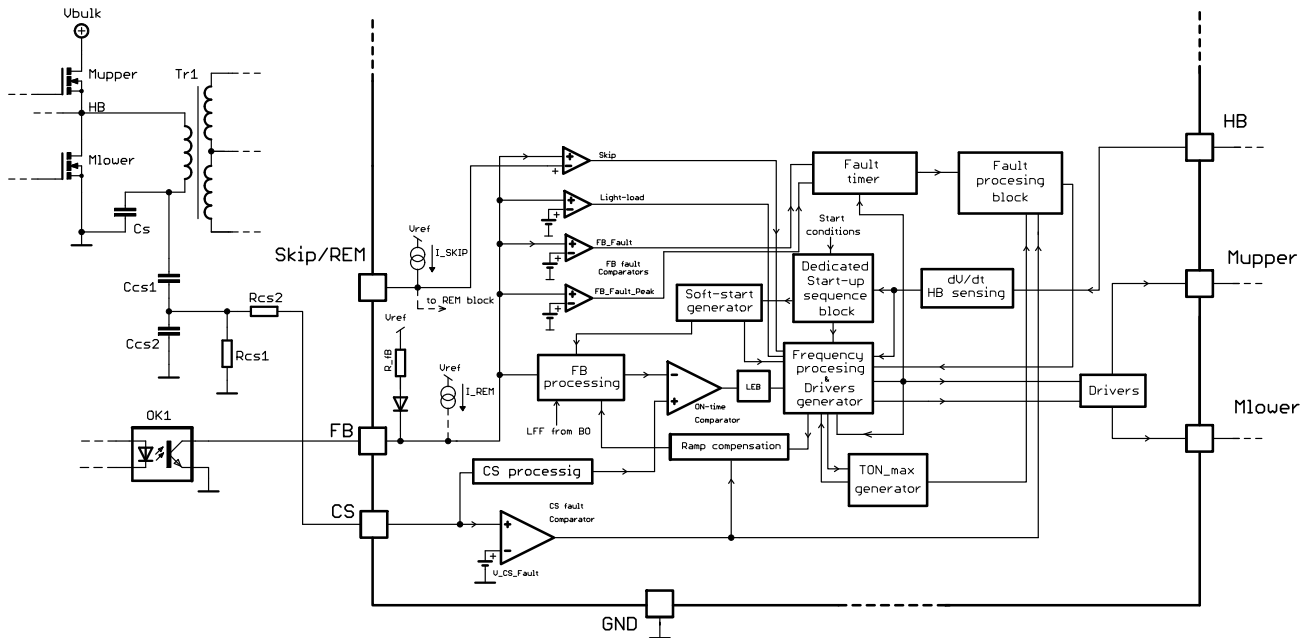 Vbulk
Mupper
Tr1
HB
Mlower
Cs
Ccs1
Ccs2
Rcs2
Rcs1
OK1
Skip/REM
Vref
I_SKIP
to REM block
Vref
R_fB
Vref
I_REM
FB
CS
Skip
Light-load
FB_Fault
FB fault
Comparators
FB_Fault_Peak
Soft-start
generator
FB
processing
LFF from BO
ON-time
Comparator
LEB
CS processig
Ramp compensation
CS fault
Comparator
V_CS_Fault
Fault
timer
Start
conditions
Dedicated
Start-up
sequence
block
Frequency
procesing
&
Drivers
generator
TON_max
generator
Fault
procesing
block
dV/dt
HB sensing
Drivers
HB
Mupper
Mlower
GND